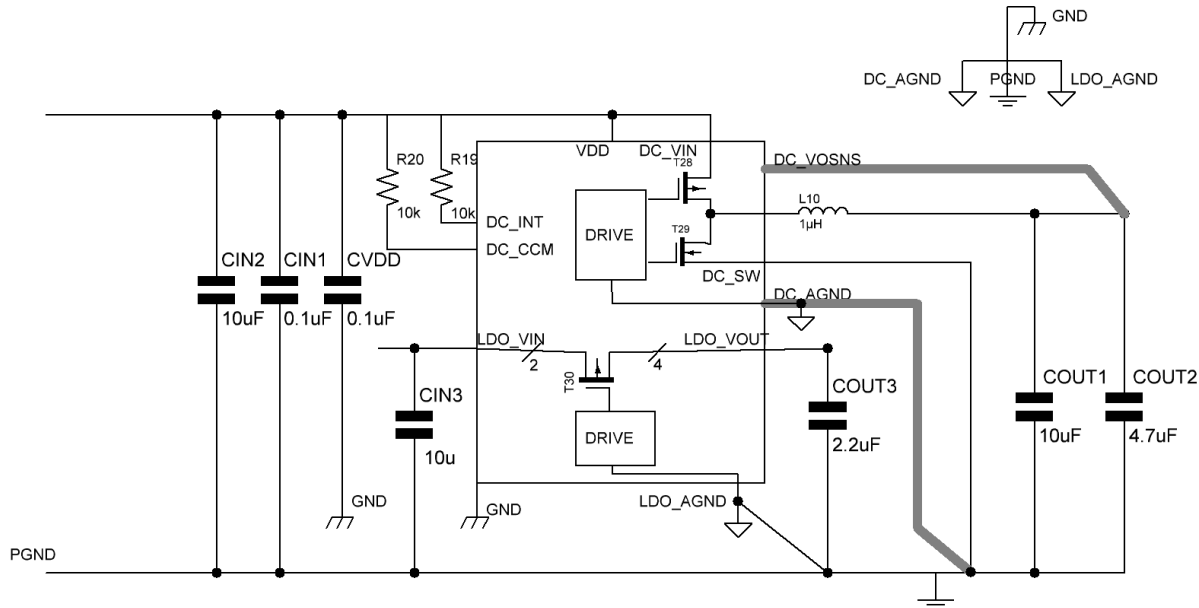 GND
DC_AGND
PGND
LDO_AGND
VDD
DC_VIN
R20
R19
T28
DC_VOSNS
L10
1µH
10k
10k
DC_INT
DC_CCM
DRIVE
T29
DC_SW
CIN2
CIN1
CVDD
10uF
0.1uF
0.1uF
DC_AGND
LDO_VIN
2
LDO_VOUT
4
T30
CIN3
10u
COUT3
2.2uF
COUT1
10uF
COUT2
4.7uF
DRIVE
GND
GND
LDO_AGND
PGND